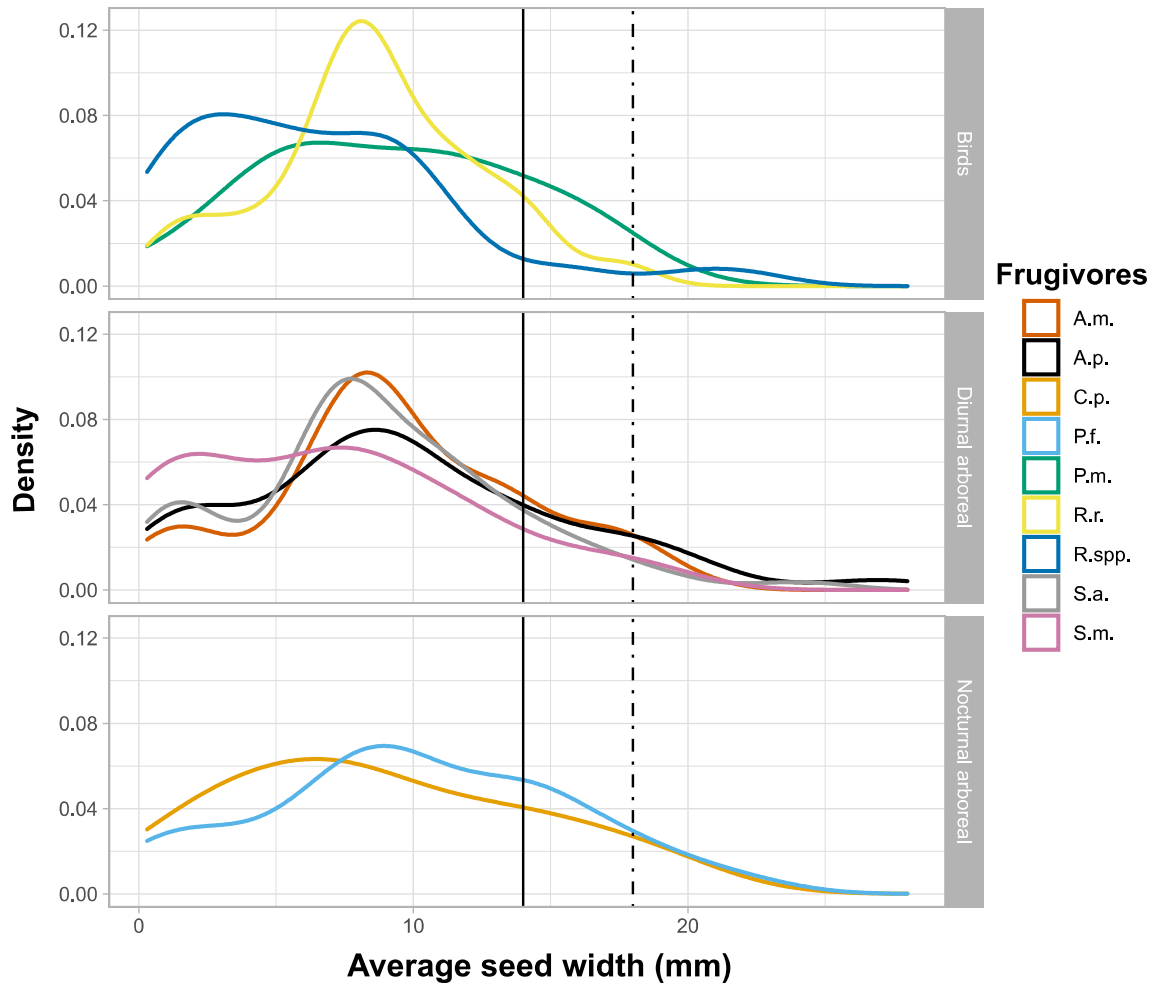 0.12
0.08
0.04
0.00
Birds
0.12
0.08
0.04
0.00
Diurnal arboreal
0.12
0.08
0.04
0.00
Nocturnal arboreal
0
10
20
Density
Average seed width (mm)
Frugivores
A.m.
A.p.
C.p.
P.f.
P.m.
R.r.
R.spp.
S.a.
S.m.